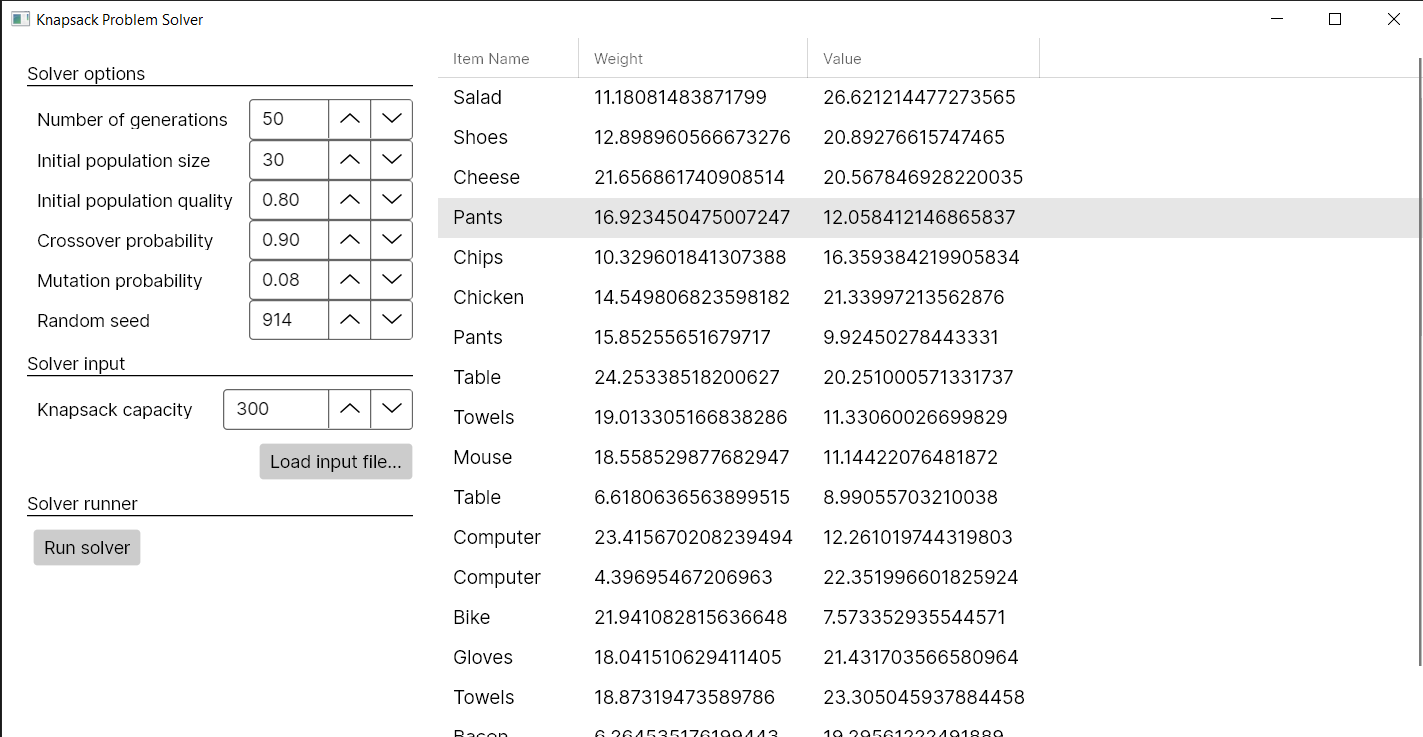 Knapsack Problem Solver
Solver options
Number of generations 50
Initial population size 30
Initial population quality 0.80
Crossover probability 0.90
Mutation probability 0.08
Random seed 914
Solver input
Knapsack capacity 300
Load input file...
Solver runner
Run solver
Item Name Weight Value
Salad 11.18081483871799 26.621214477273565
Shoes 12.898960566673276 20.89276615747465
Cheese 21.656861740908514 20.567846928220035
Pants 16.923450475007247 12.058412146865837
Chips 10.329601841307388 16.359384219905834
Chicken 14.549806823598182 21.33997213562876
Pants 15.85255651679717 9.92450278443331
Table 24.25338518200627 20.251000571331737
Towels 19.013305166838286 11.33060026699829
Mouse 18.558529877682947 11.14422076481872
Table 6.6180636563899515 8.99055703210038
Computer 23.415670208239494 12.261019744319803
Computer 4.39695467206963 22.351996601825924
Bike 21.941082815636648 7.573352935544571
Gloves 18.041510629411405 21.431703566580964
Towels 18.87319473589786 23.305045937884458
Bacon 6.264535176199443 19.29561222491889